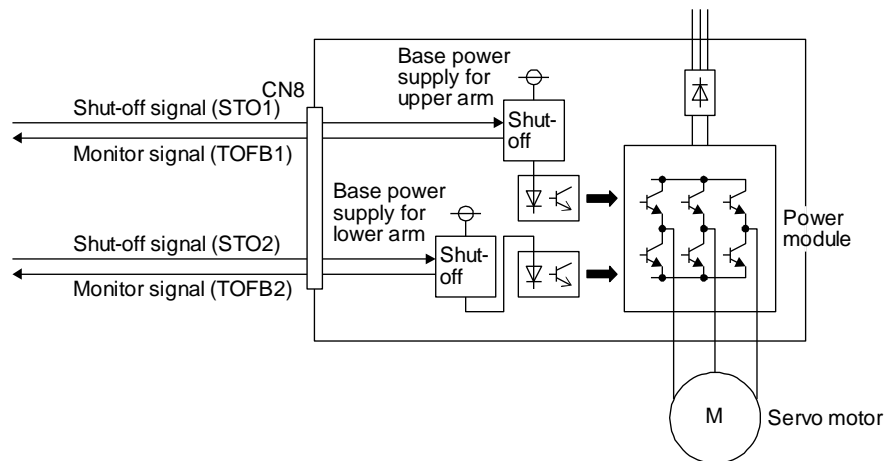 Base power
supply for
upper arm
CN8
Shut-off signal (STO1)
Shut-
off
Monitor signal (TOFB1)
Base power
supply for
lower arm
Power
module
Shut-off signal (STO2)
Shut-
off
Monitor signal (TOFB2)
M
Servo motor